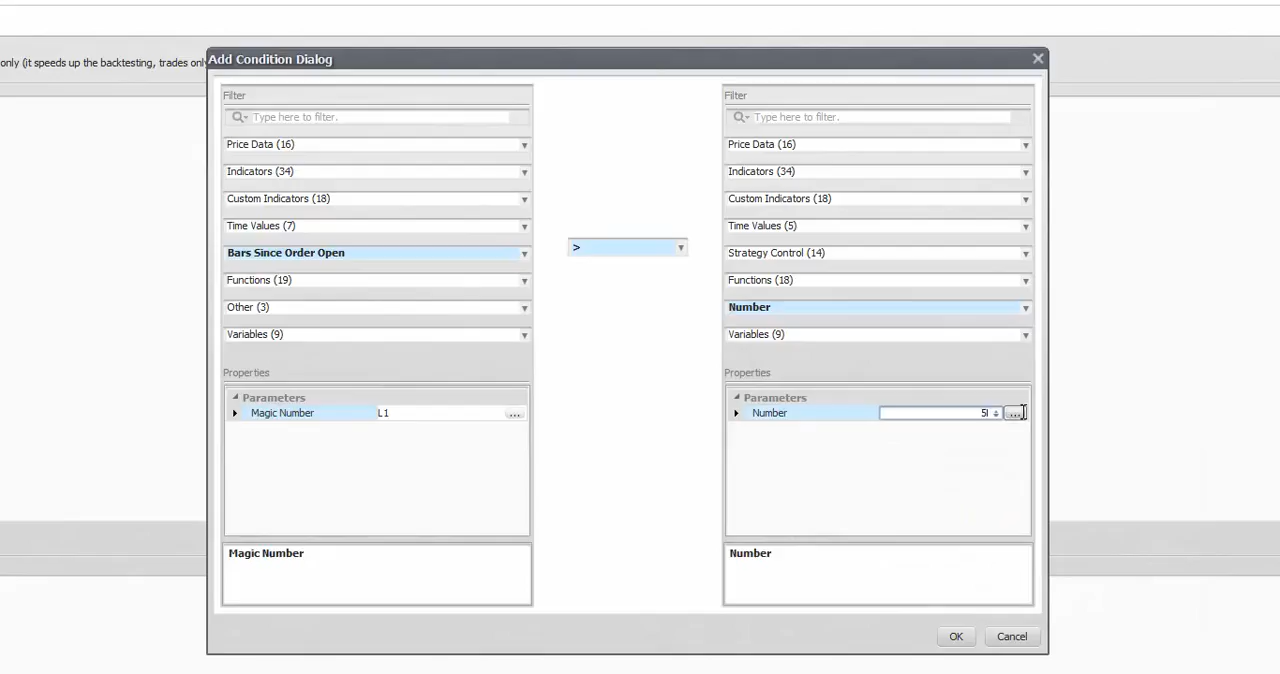 only (it speeds up the backtesting, trades onl
Add Condition Dialog
Filter
Type here to filter.
Price Data (16)
Indicators (34)
Custom Indicators (18)
Time Values (7)
Bars Since Order Open
Functions (19)
Other (3)
Variables (9)
Properties
Parameters
Magic Number L1 ...
Magic Number
>
Filter
Type here to filter.
Price Data (16)
Indicators (34)
Custom Indicators (18)
Time Values (5)
Strategy Control (14)
Functions (18)
Number
Variables (9)
Properties
Parameters
Number 5 ...
Number
OK Cancel